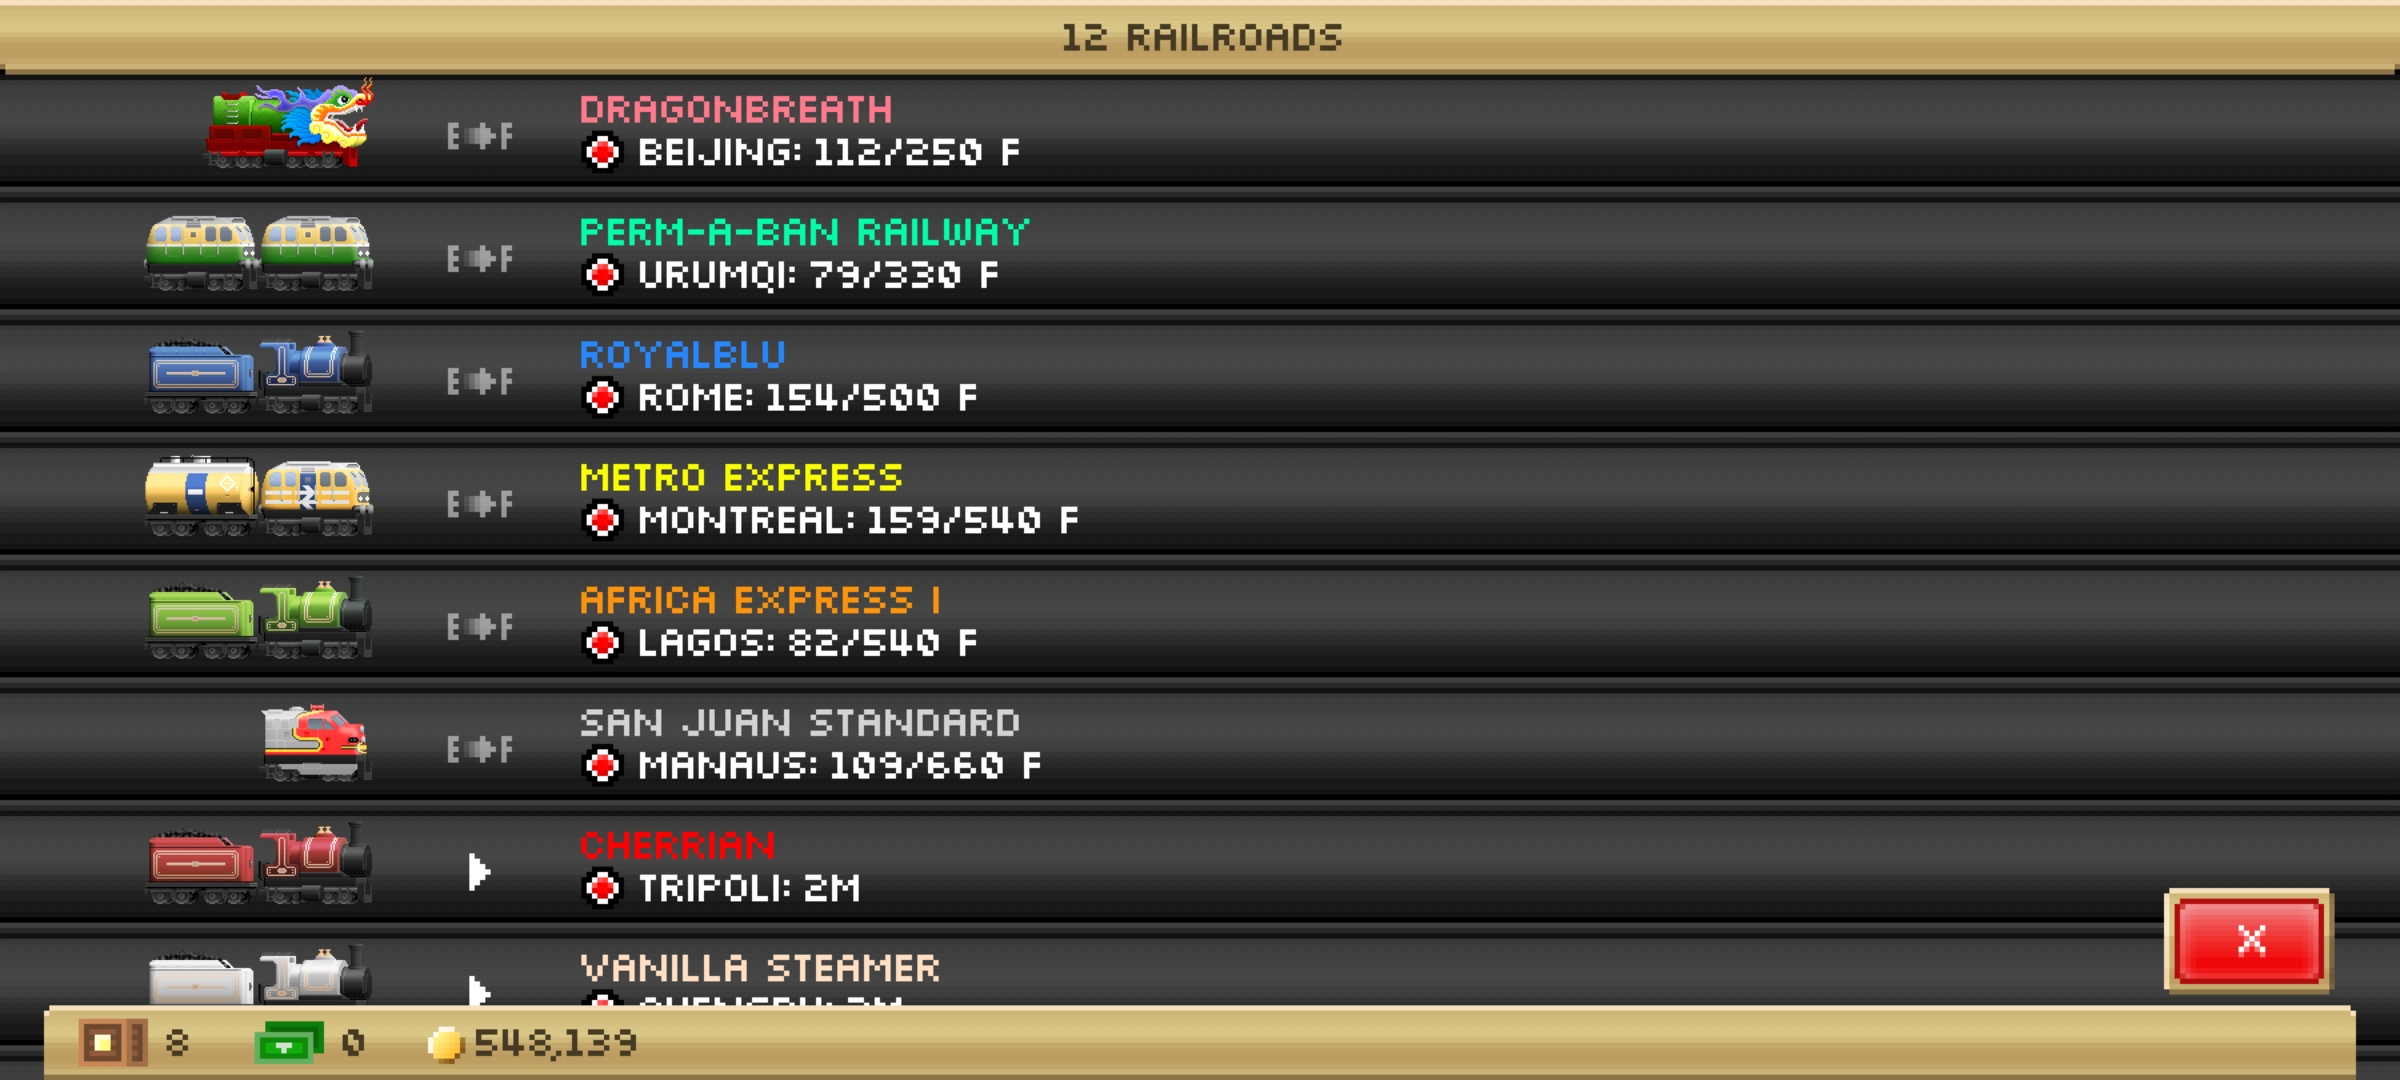 12 RAILROADS
DRAGONBREATH
E F
BEIJING: 112/250 F
PERM-A-BAN RAILWAY
E F
URUMQI: 79/330 F
ROYALBLU
E F
ROME: 154/500 F
METRO EXPRESS
E F
MONTREAL: 159/540 F
AFRICA EXPRESS I
E F
LAGOS: 82/540 F
SAN JUAN STANDARD
E F
MANAUS: 109/660 F
CHERRIAN
TRIPOLI: 2M
VANILLA STEAMER
X
8 0 548,139